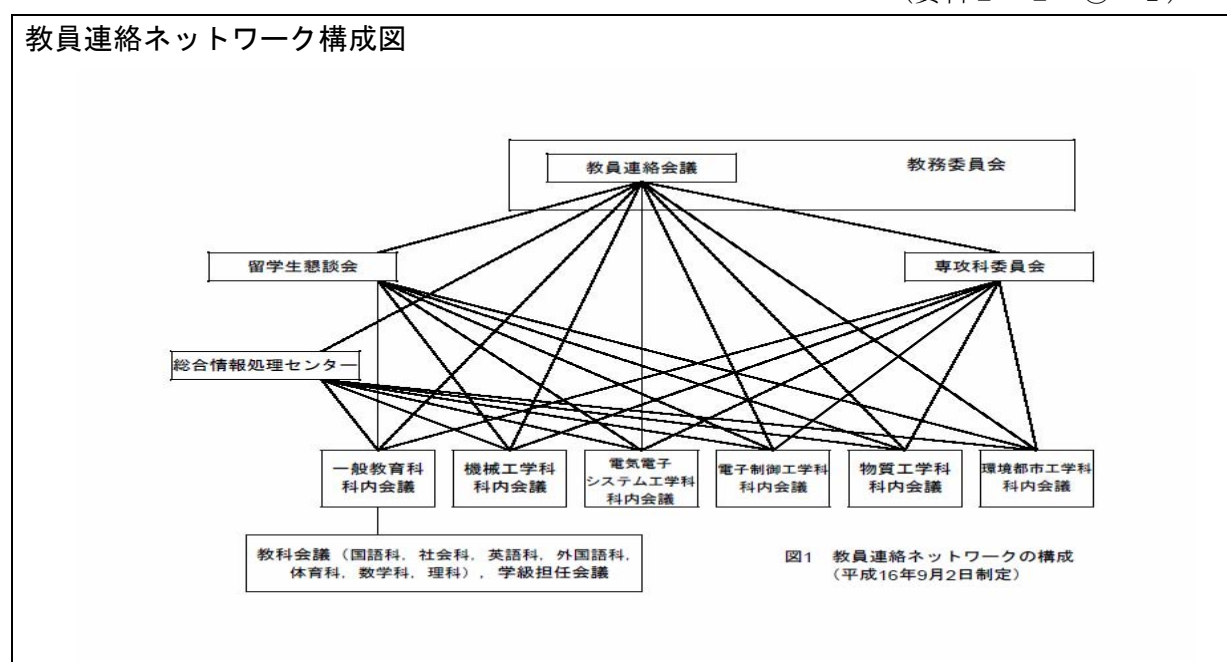 教員連絡ネットワーク構成図
教員連絡会議
教務委員会
留学生懇談会
専攻科委員会
総合情報処理センター
一般教育科
科内会議
機械工学科
科内会議
電気電子
システム工学科
科内会議
電子制御工学科
科内会議
物質工学科
科内会議
環境都市工学科
科内会議
教科会議（国語科，社会科，英語科，外国語科，
体育科，数学科，理科），学級担任会議
図1　教員連絡ネットワークの構成
（平成16年9月2日制定）